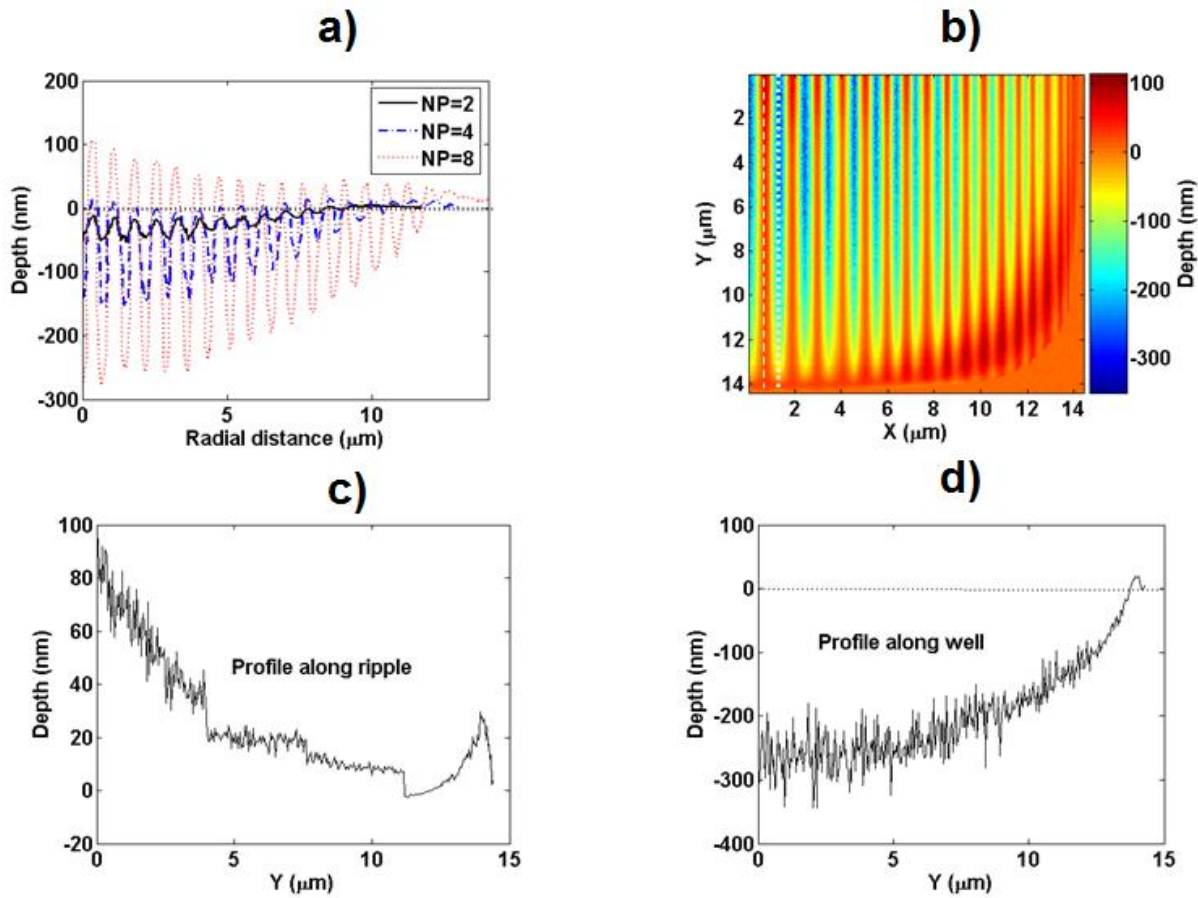 a)
200
100
0
-100
-200
-300
Depth (nm)
NP=2
NP=4
NP=8
0
5
10
Radial distance (μm)
b)
2
4
6
8
10
12
14
Y (μm)
2
4
6
8
10
12
14
X (μm)
100
0
-100
-200
-300
Depth (nm)
c)
100
80
60
40
20
0
-20
Depth (nm)
Profile along ripple
0
5
10
15
Y (μm)
d)
100
0
-100
-200
-300
-400
Depth (nm)
Profile along well
0
5
10
15
Y (μm)